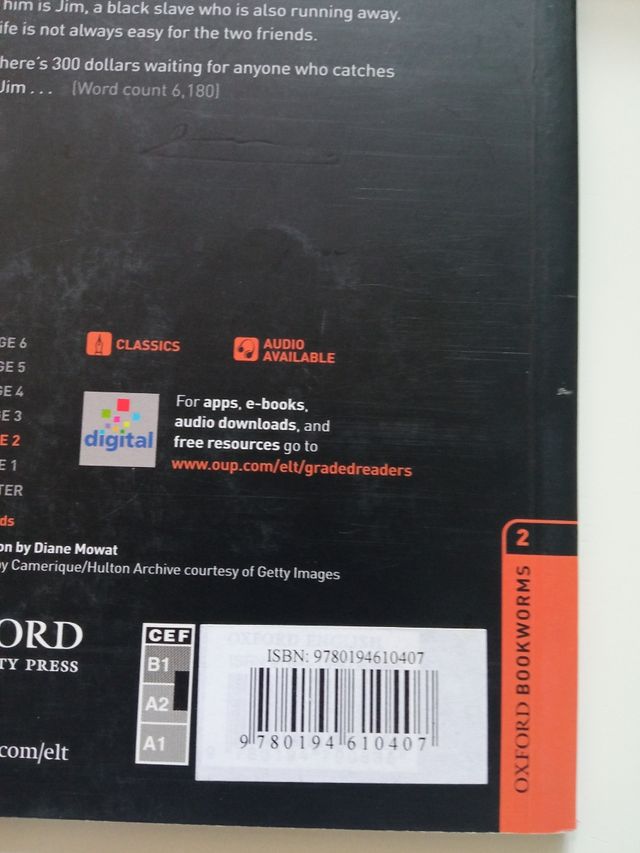 him is Jim, a black slave who is also running away.
ife is not always easy for the two friends.
here's 300 dollars waiting for anyone who catches
Jim . . . [Word count 6,180]
GE 6
CLASSICS
AUDIO
AVAILABLE
GE 5
GE 4
GE 3
E 2
E 1
TER
digital
For apps, e-books,
audio downloads, and
free resources go to
www.oup.com/elt/gradedreaders
ds
on by Diane Mowat
by Camerique/Hulton Archive courtesy of Getty Images
2
OXFORD BOOKWORMS
ORD
TY PRESS
.com/elt
CEF
B1
A2
A1
ISBN: 9780194610407
9 780194 610407